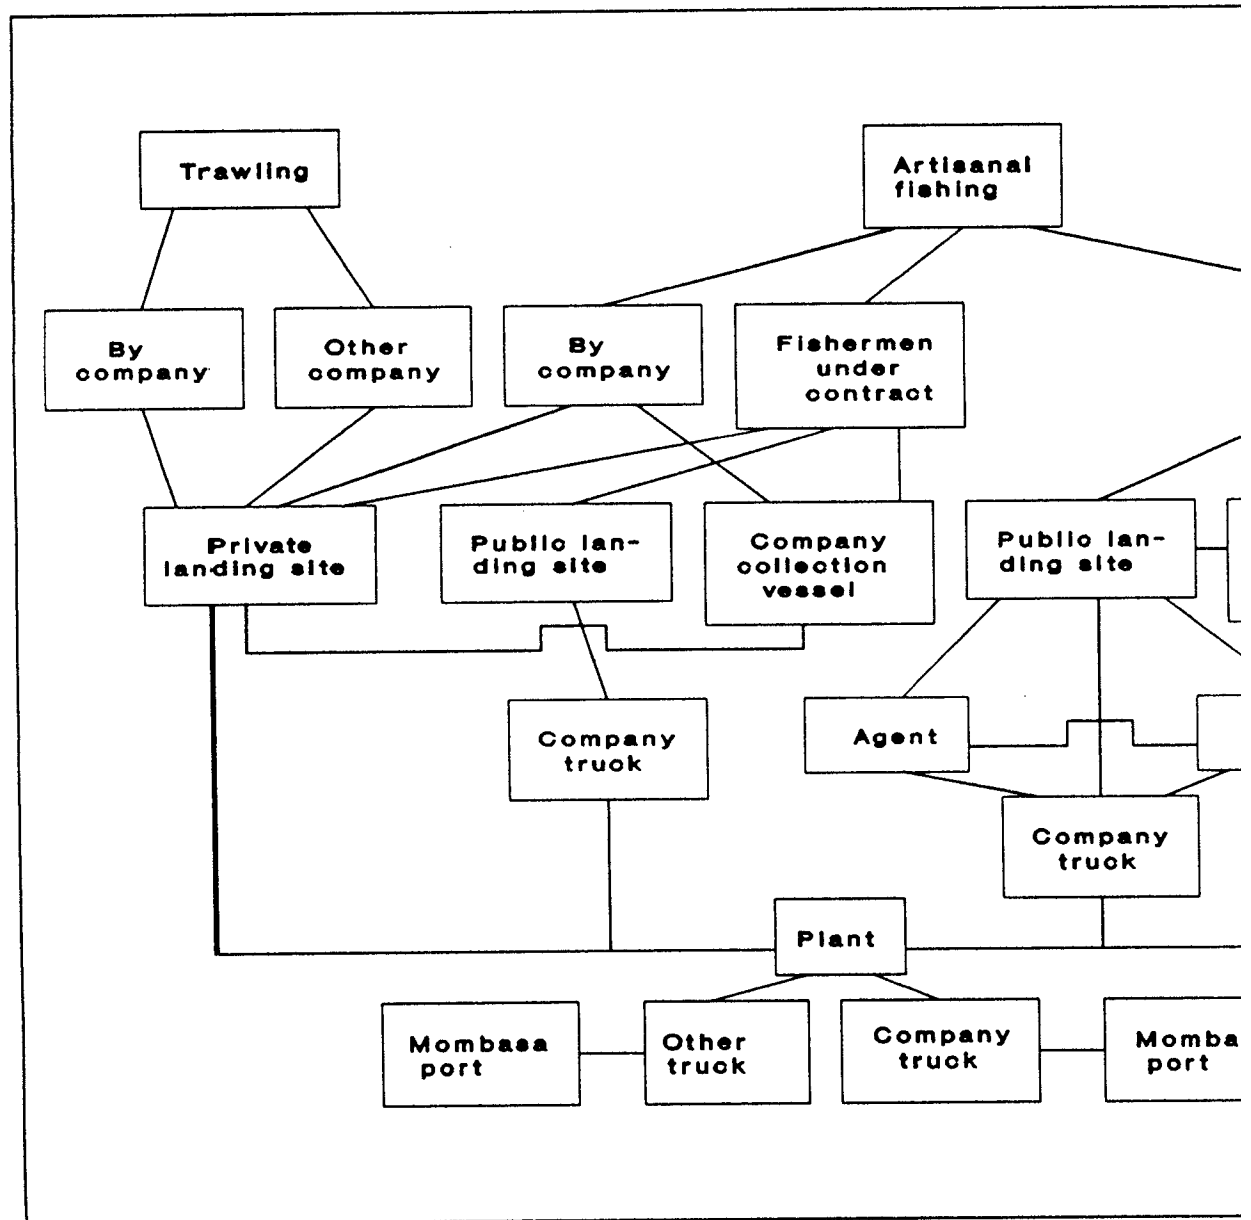 Trawling
Artisanal
fishing
By
company
Other
company
By
company
Fishermen
under
contract
Private
landing site
Public lan-
ding site
Company
collection
vessel
Public lan-
ding site
Company
truck
Agent
Company
truck
Plant
Mombasa
port
Other
truck
Company
truck
Momba
port